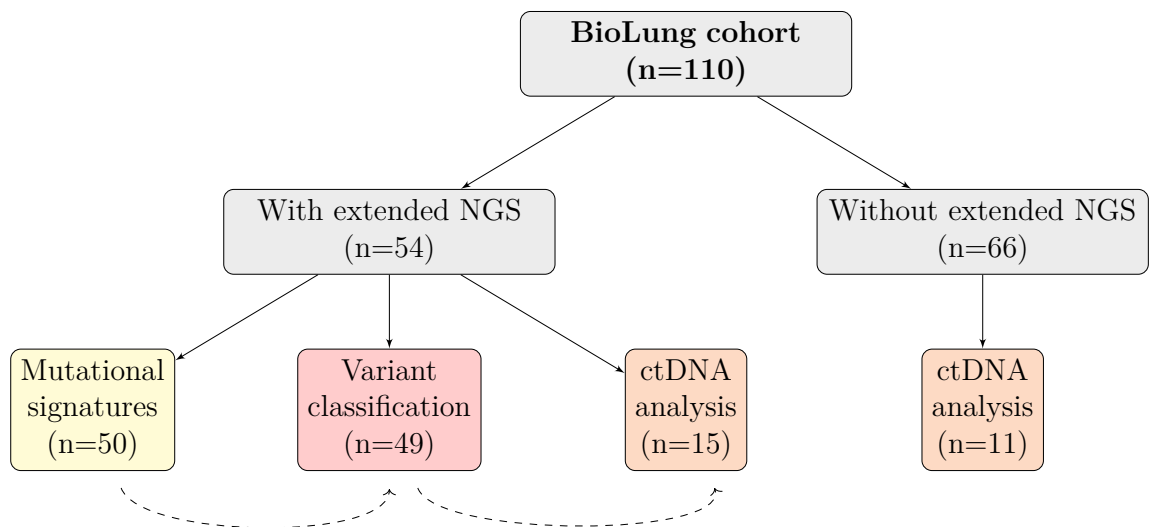 BioLung cohort
(n=110)
With extended NGS
(n=54)
Without extended NGS
(n=66)
Mutational
signatures
(n=50)
Variant
classification
(n=49)
ctDNA
analysis
(n=15)
ctDNA
analysis
(n=11)